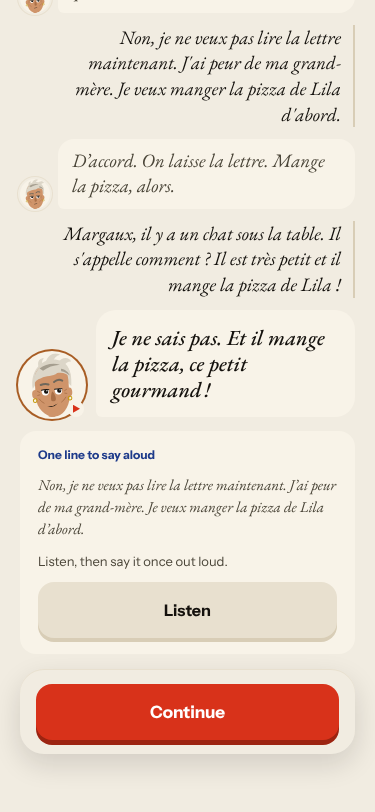 Non, je ne veux pas lire la lettre
maintenant. J'ai peur de ma grand-
mère. Je veux manger la pizza de Lila
d'abord.
D'accord. On laisse la lettre. Mange
la pizza, alors.
Margaux, il y a un chat sous la table. Il
s'appelle comment ? Il est très petit et il
mange la pizza de Lila !
Je ne sais pas. Et il mange
la pizza, ce petit
gourmand !
One line to say aloud
Non, je ne veux pas lire la lettre maintenant. J'ai peur
de ma grand-mère. Je veux manger la pizza de Lila
d'abord.
Listen, then say it once out loud.
Listen
Continue